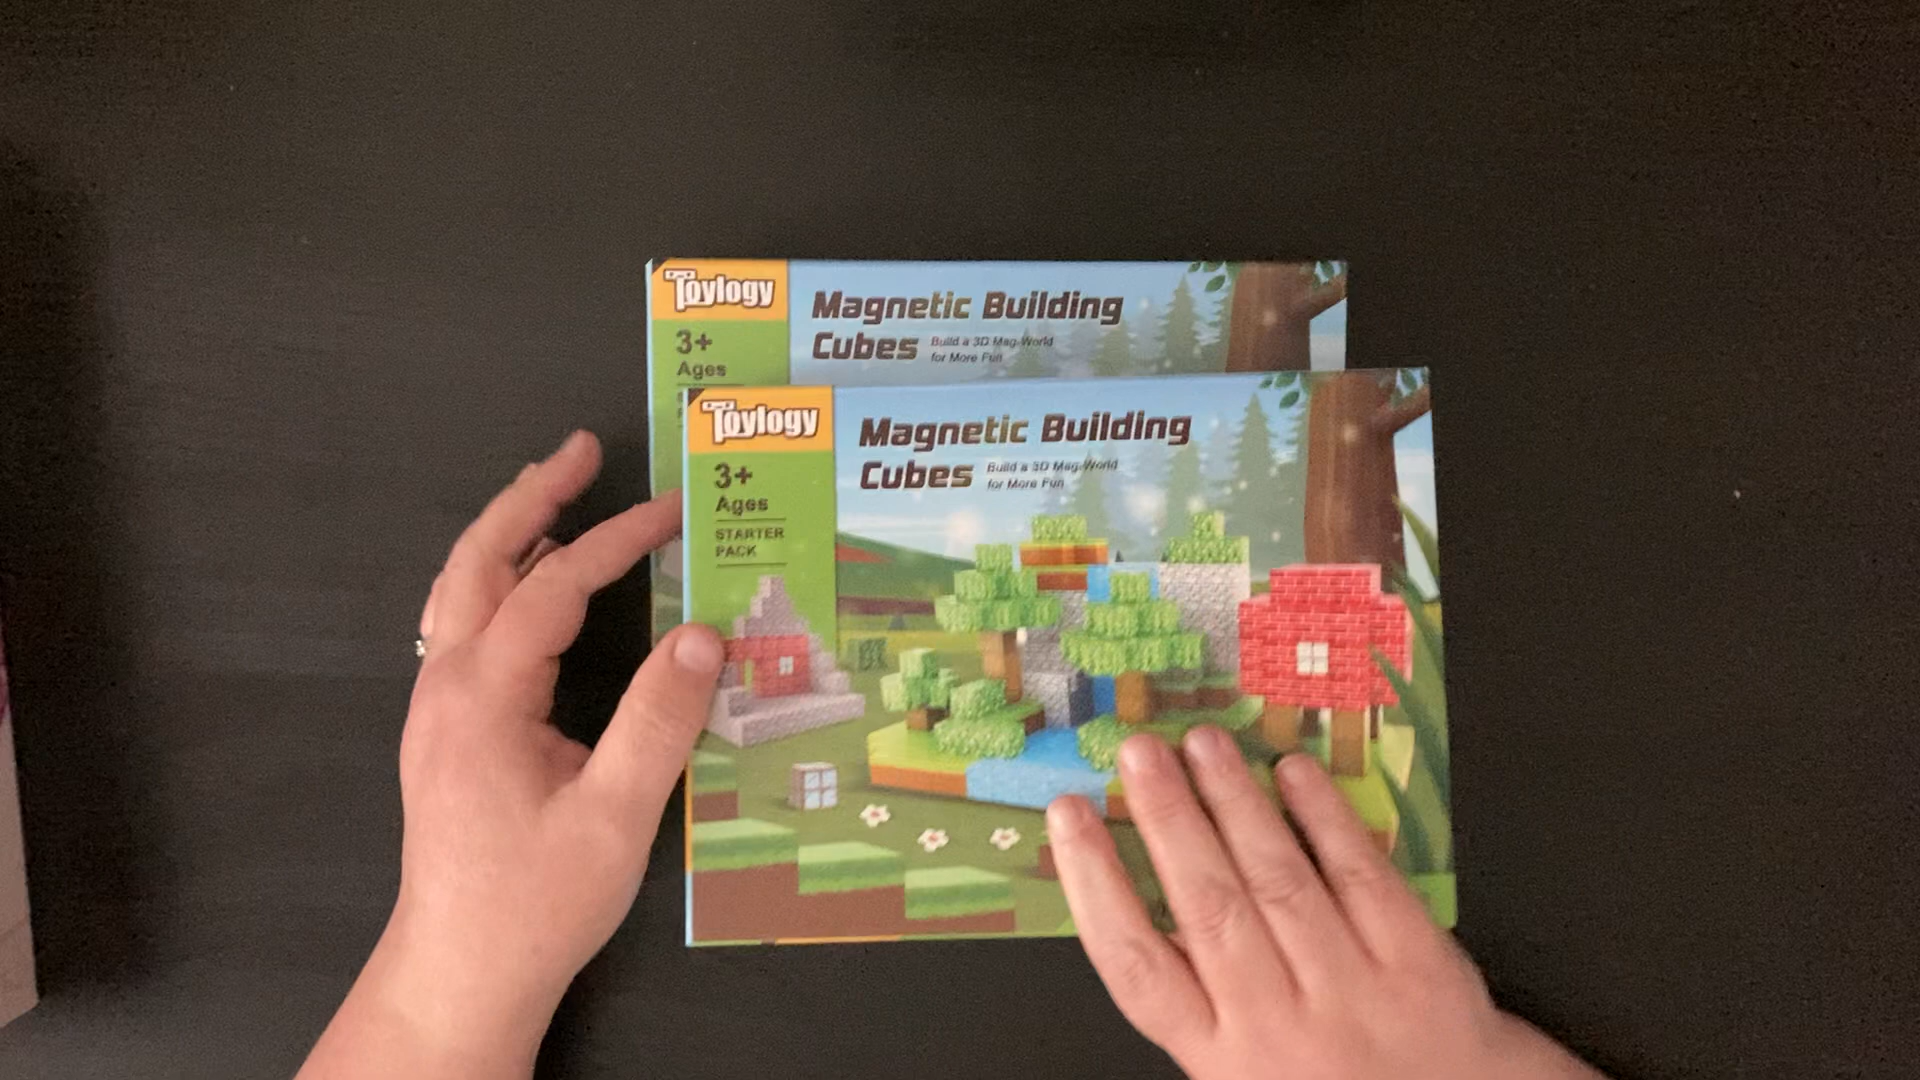 Toylogy
Magnetic Building
Cubes
Build a 3D Mag-World
for More Fun
3+
Ages
Toylogy
Magnetic Building
Cubes
Build a 3D Mag-World
for More Fun
3+
Ages
STARTER
PACK